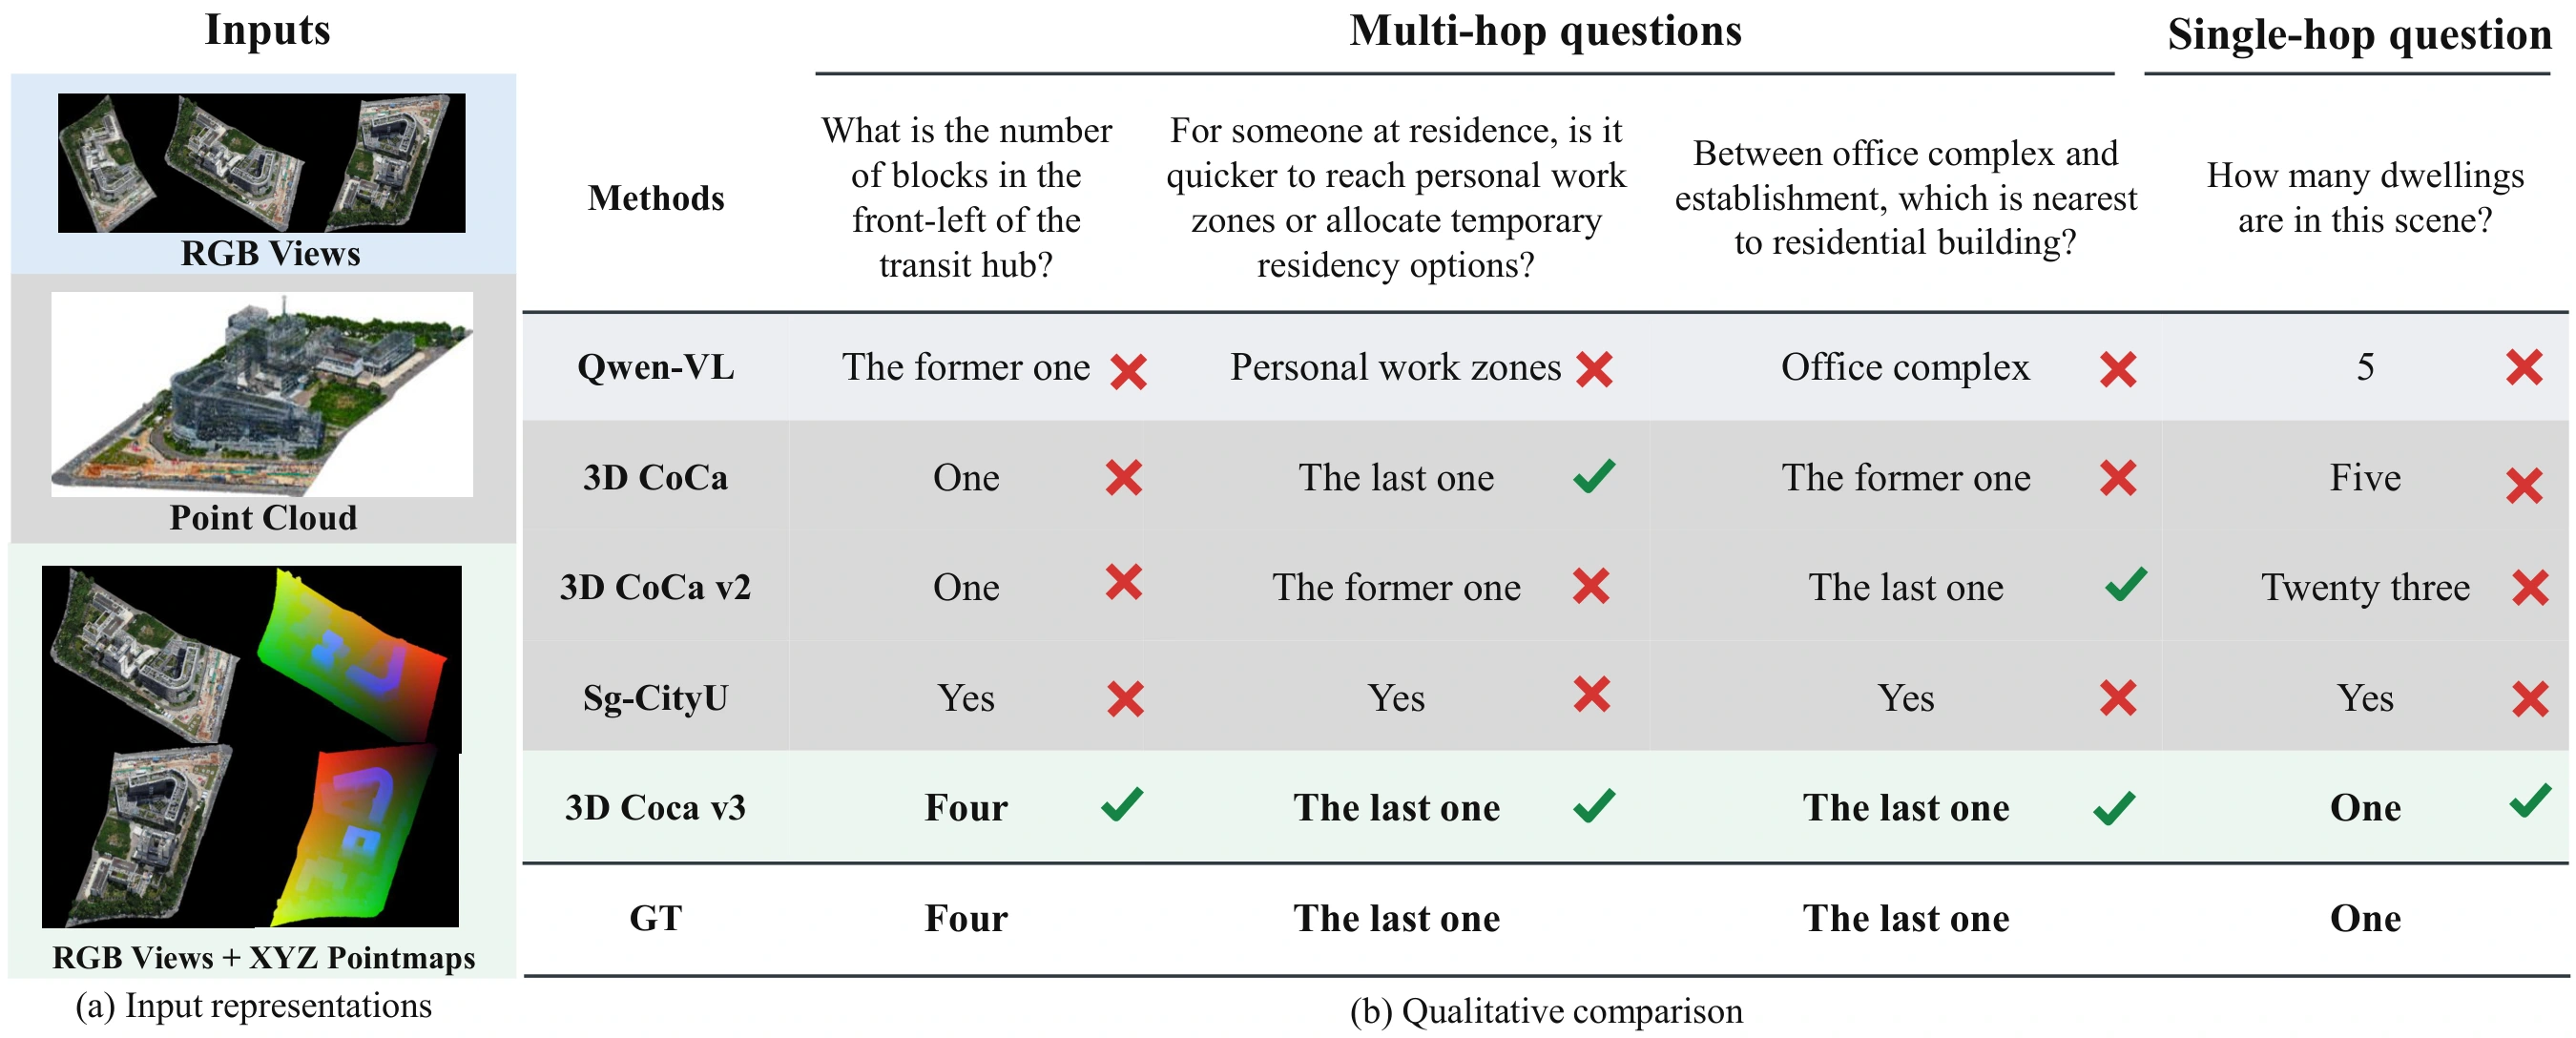 Inputs
RGB Views
Point Cloud
RGB Views + XYZ Pointmaps
(a) Input representations
Multi-hop questions
Single-hop question
Methods
What is the number
of blocks in the
front-left of the
transit hub?
For someone at residence, is it
quicker to reach personal work
zones or allocate temporary
residency options?
Between office complex and
establishment, which is nearest
to residential building?
How many dwellings
are in this scene?
Qwen-VL The former one Personal work zones Office complex 5
3D CoCa One The last one The former one Five
3D CoCa v2 One The former one The last one Twenty three
Sg-CityU Yes Yes Yes Yes
3D Coca v3 Four The last one The last one One
GT Four The last one The last one One
(b) Qualitative comparison